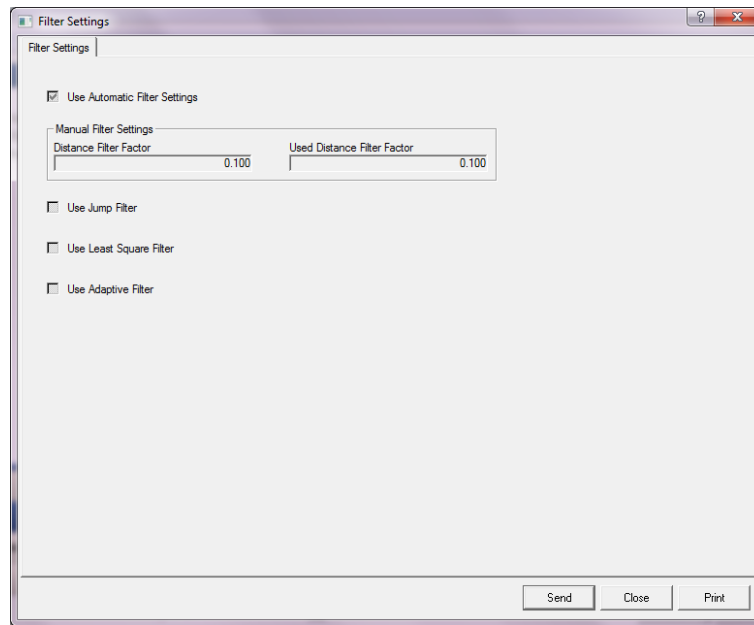 Filter Settings
Filter Settings
Use Automatic Filter Settings
Manual Filter Settings
Distance Filter Factor Used Distance Filter Factor
0.100 0.100
Use Jump Filter
Use Least Square Filter
Use Adaptive Filter
Send Close Print